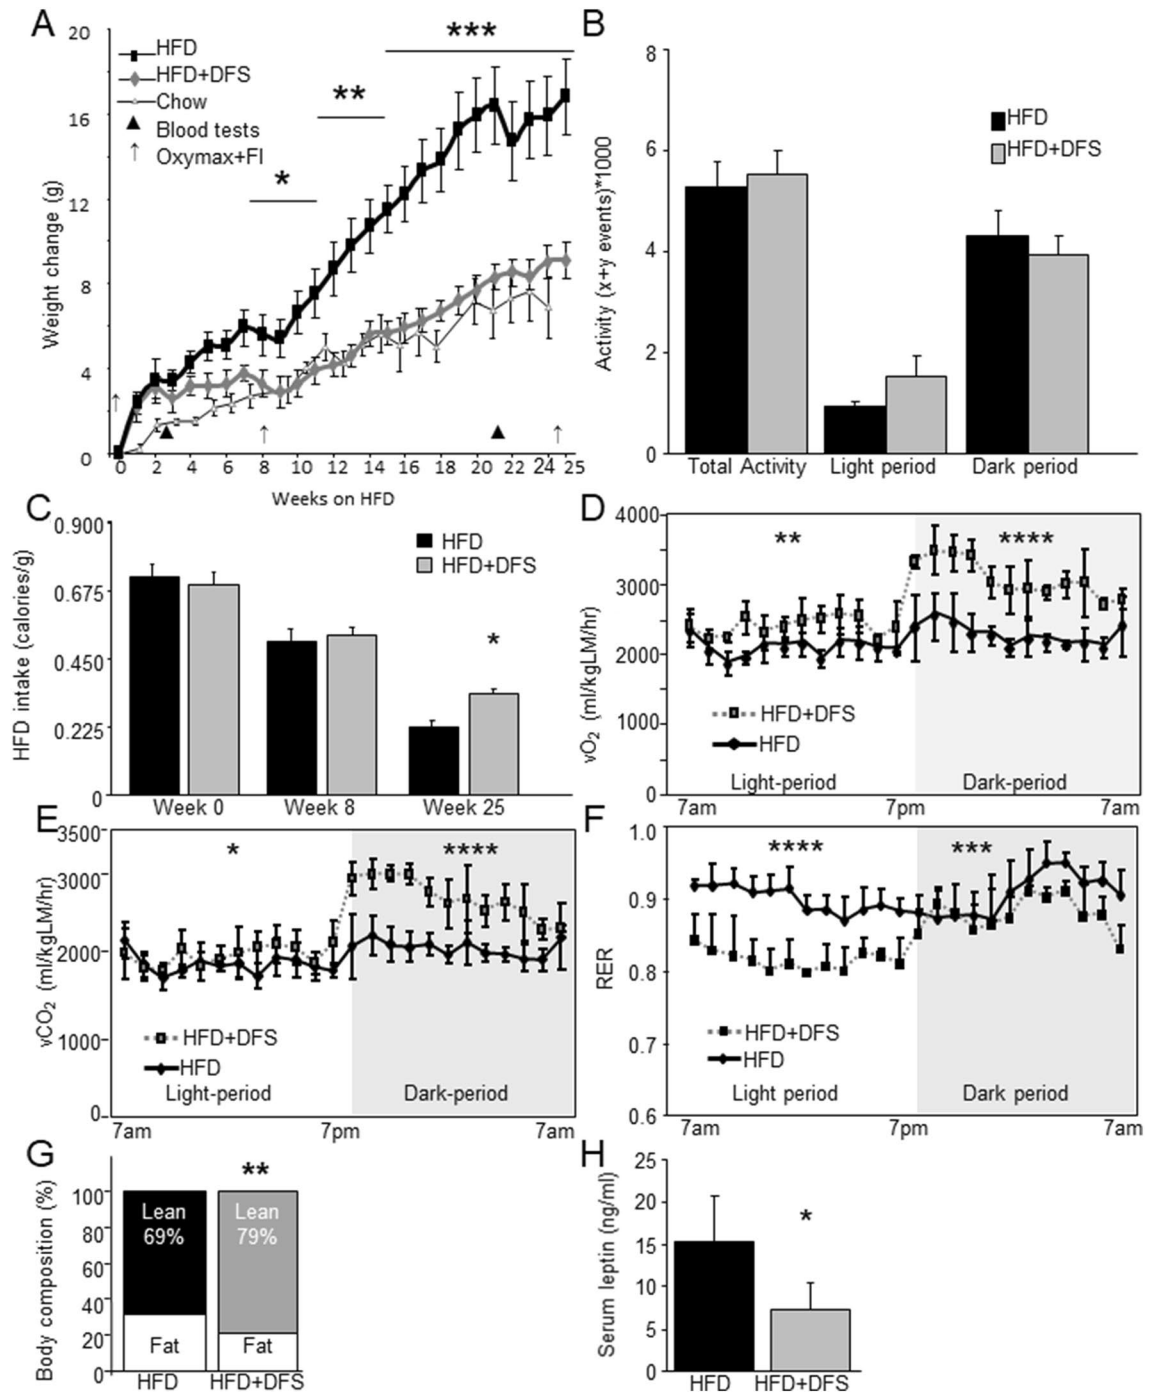 A
Weight change (g)
20
16
12
8
4
0
HFD
HFD+DFS
Chow
Blood tests
Oxymax+FI
*
**
***
0 2 4 6 8 10 12 14 16 18 20 22 24 25
Weeks on HFD
B
Activity (x+y events)*1000
8
6
4
2
0
HFD
HFD+DFS
Total Activity Light period Dark period
C
HFD intake (calories/g)
0.900
0.675
0.450
0.225
0
HFD
HFD+DFS
*
Week 0 Week 8 Week 25
D
vO2 (ml/kgLM/hr)
4000
3000
2000
1000
0
** ****
HFD+DFS
HFD
Light-period Dark-period
7am 7pm 7am
E
vCO2 (ml/kgLM/hr)
3500
3000
2000
1000
0
* ****
HFD+DFS
HFD
Light-period Dark-period
7am 7pm 7am
F
RER
1.0
0.9
0.8
0.7
0.6
**** ***
HFD+DFS
HFD
Light period Dark period
7am 7pm 7am
G
Body composition (%)
100
80
60
40
20
0
**
Lean 69%
Lean 79%
Fat Fat
HFD HFD+DFS
H
Serum leptin (ng/ml)
25
20
15
10
5
0
*
HFD HFD+DFS